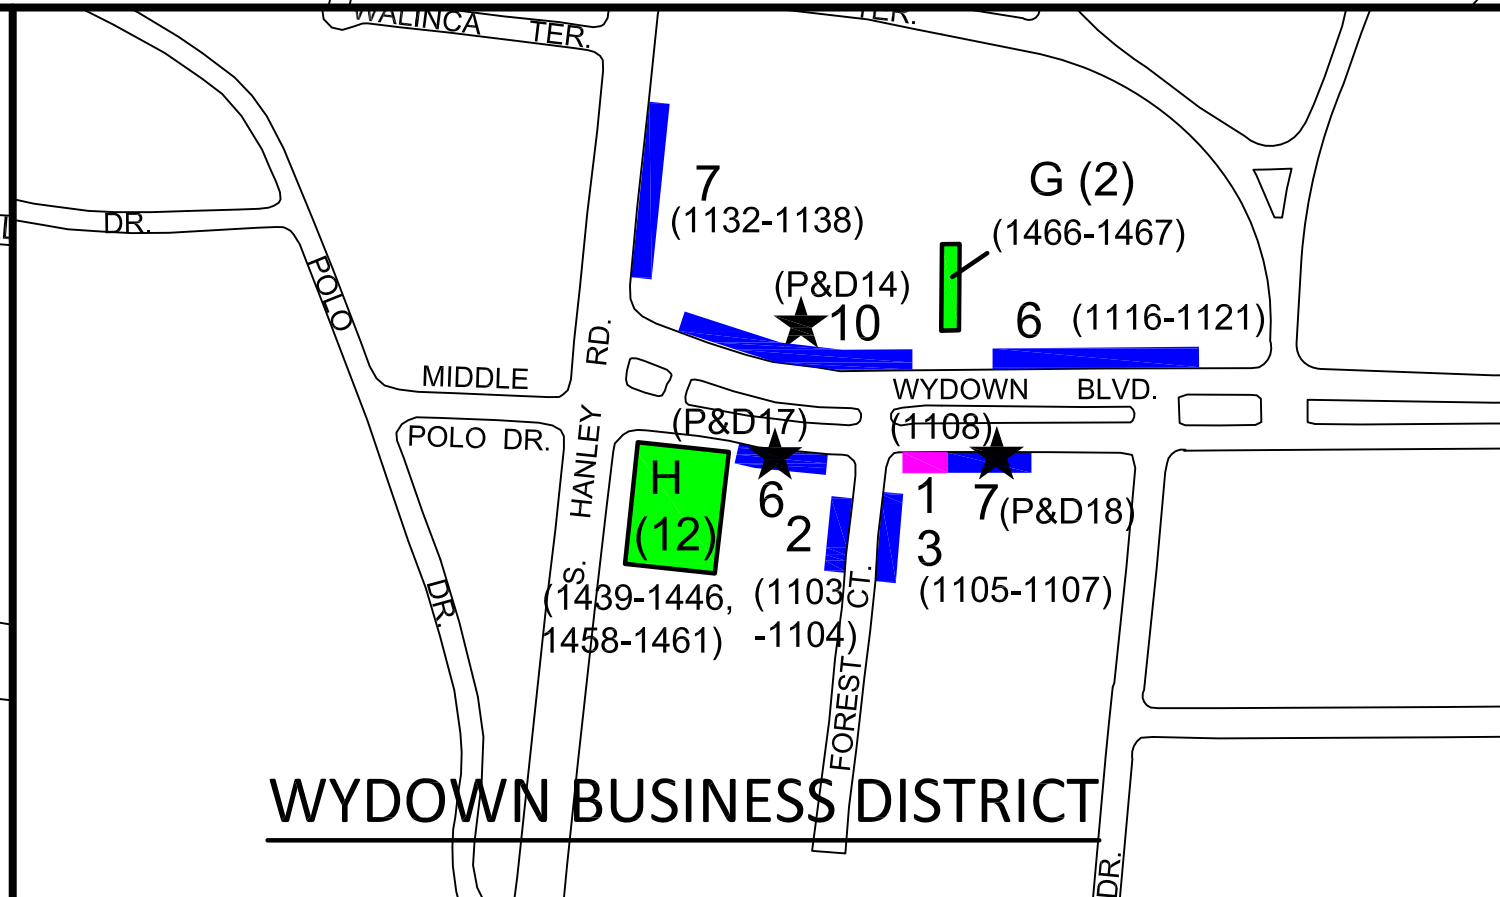 WALINCA TER.
TER.
7
(1132-1138)
G (2)
(1466-1467)
DR.
POLO
(P&D14)
10
6 (1116-1121)
S. HANLEY RD.
MIDDLE
POLO DR.
WYDOWN BLVD.
(P&D17)
(1108)
H
(12)
6
2
1
7 (P&D18)
3
(1439-1446,
1458-1461)
(1103
-1104)
(1105-1107)
DR.
FOREST CT.
WYDOWN BUSINESS DISTRICT
DR.